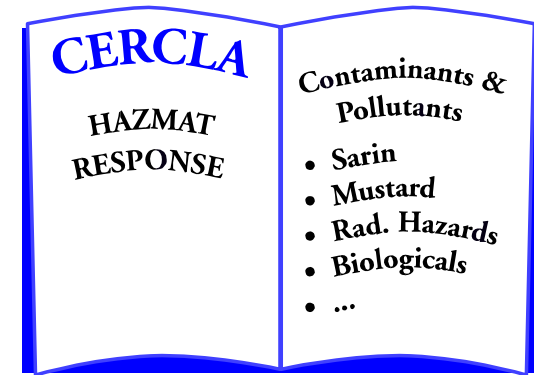 CERCLA
HAZMAT
RESPONSE
Contaminants &
Pollutants
• Sarin
• Mustard
• Rad. Hazards
• Biologicals
• ...